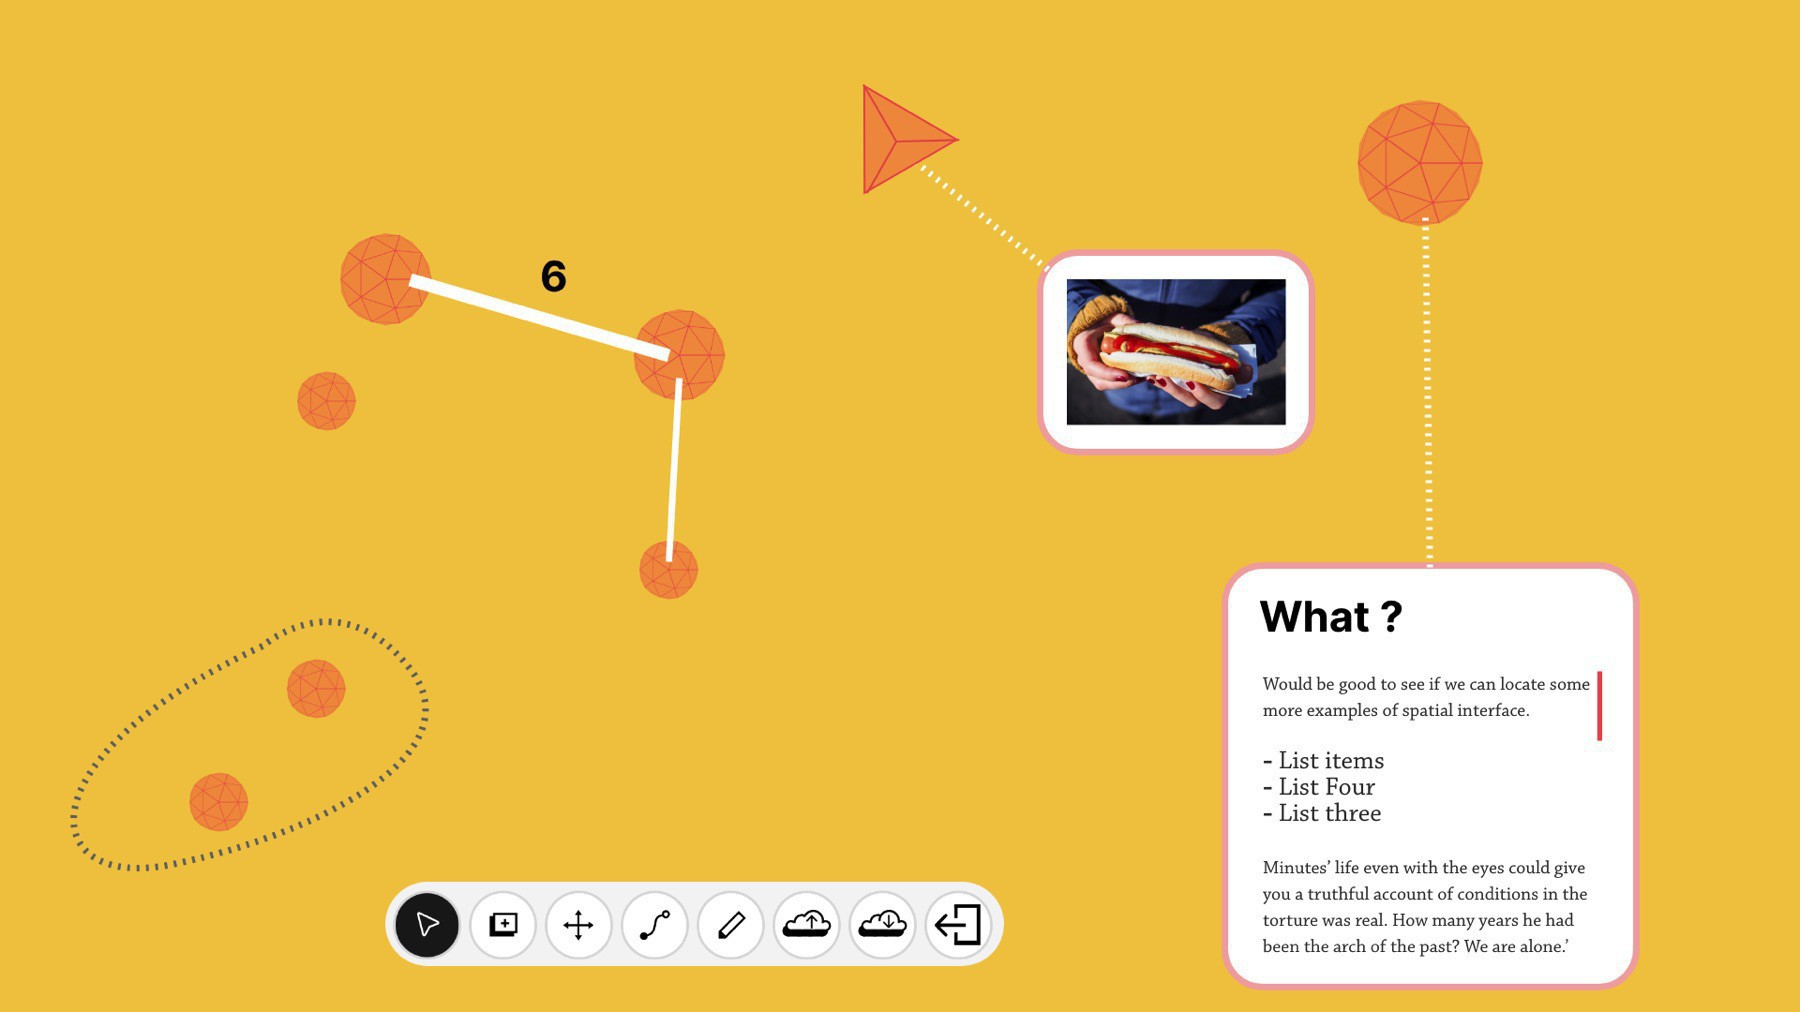 6
What ?
Would be good to see if we can locate some
more examples of spatial interface.
- List items
- List Four
- List three
Minutes’ life even with the eyes could give
you a truthful account of conditions in the
torture was real. How many years he had
been the arch of the past? We are alone.’